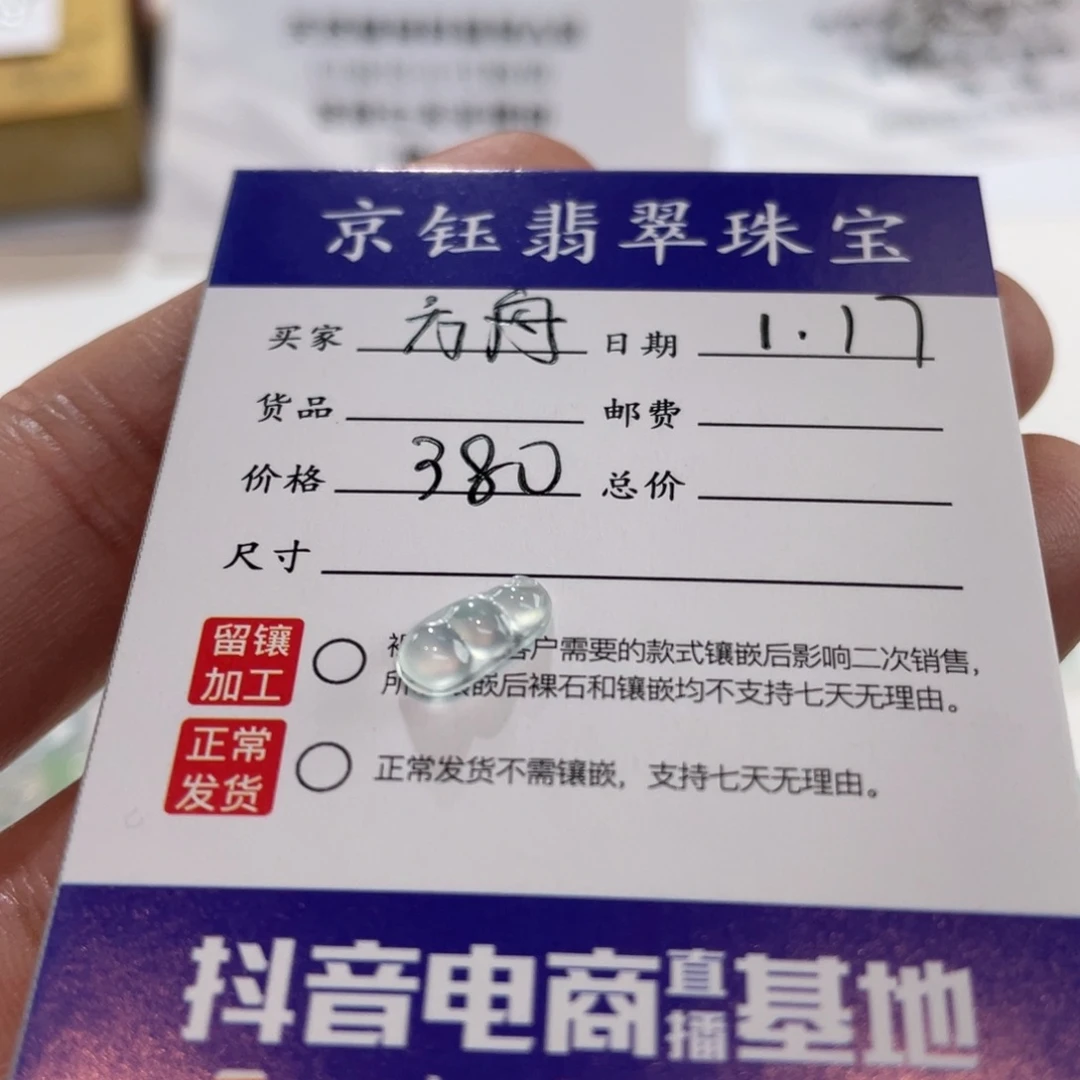 京钰翡翠珠宝
买家 方舟 日期 1.17
货品 邮费
价格 380 总价
尺寸
留镶
加工
户需要的款式镶嵌后影响二次销售，
所 嵌后裸石和镶嵌均不支持七天无理由。
正常
发货
正常发货不需镶嵌，支持七天无理由。
抖音电商直播基地